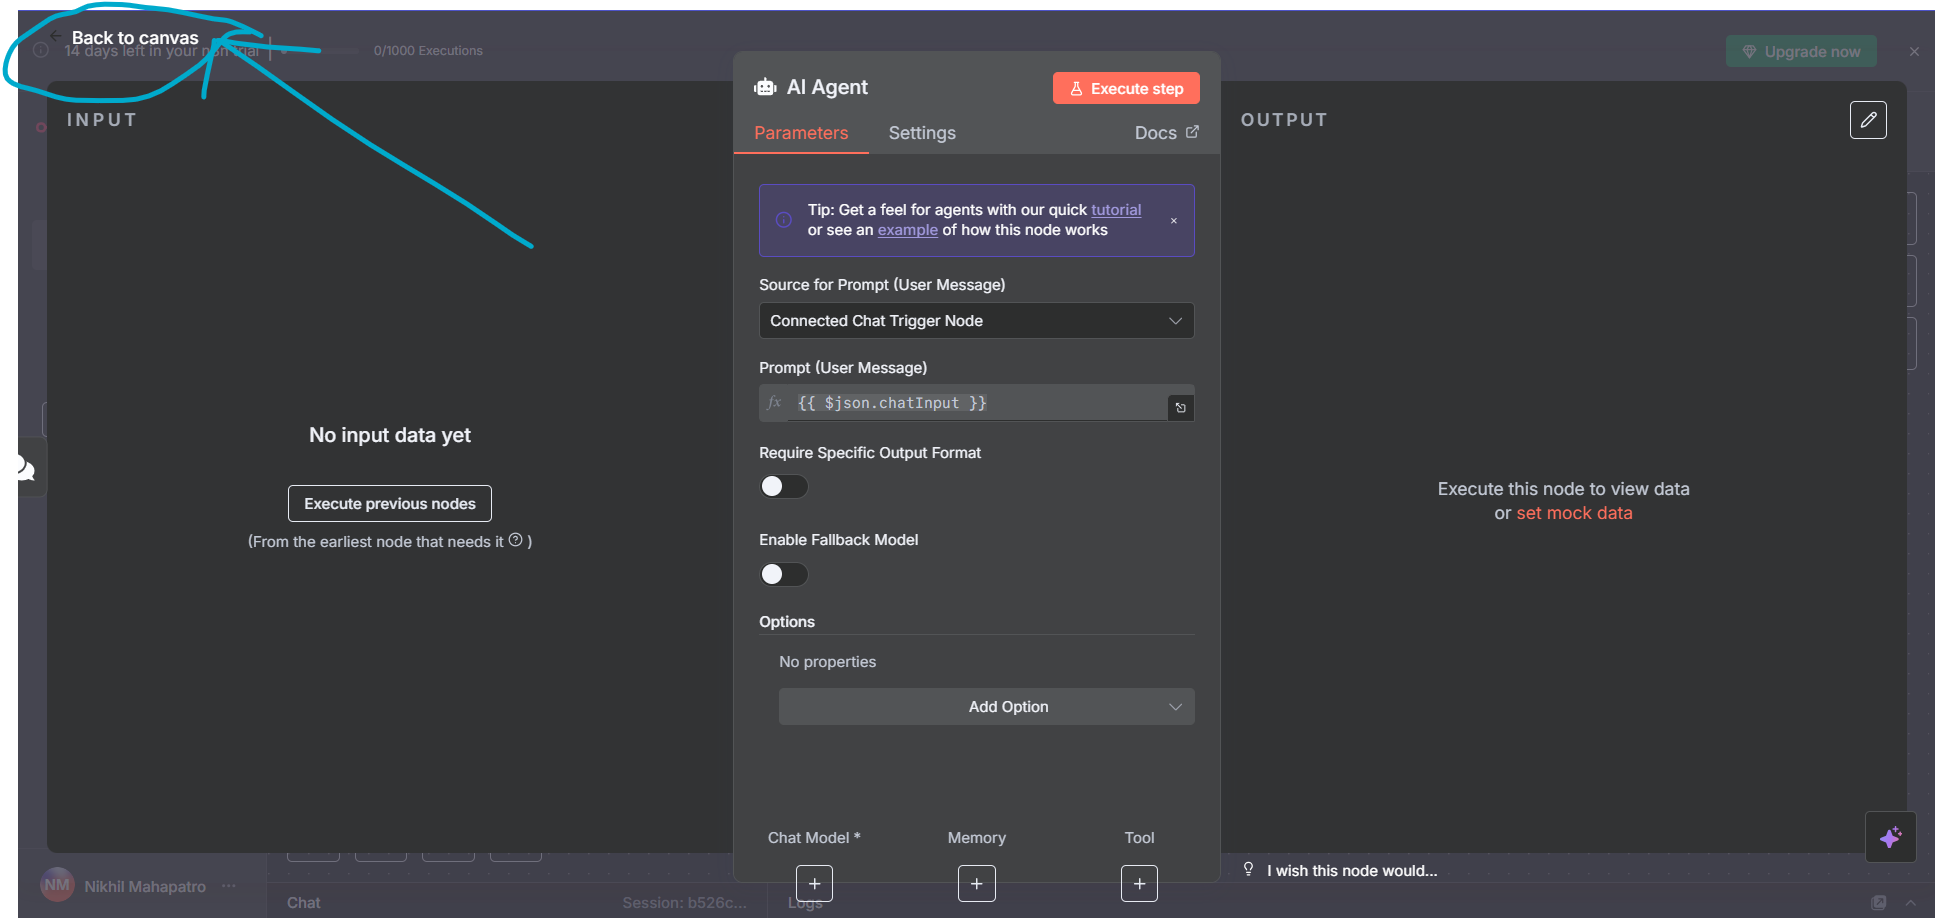 Back to canvas
14 days left in your n8n trial
0/1000 Executions
Upgrade now
INPUT
No input data yet
Execute previous nodes
(From the earliest node that needs it ? )
AI Agent
Execute step
Parameters
Settings
Docs
Tip: Get a feel for agents with our quick tutorial
or see an example of how this node works
Source for Prompt (User Message)
Connected Chat Trigger Node
Prompt (User Message)
fx {{ $json.chatInput }}
Require Specific Output Format
Enable Fallback Model
Options
No properties
Add Option
Chat Model *
Memory
Tool
OUTPUT
Execute this node to view data
or set mock data
I wish this node would...
NM Nikhil Mahapatro
Chat
Session: b526c...
Logs